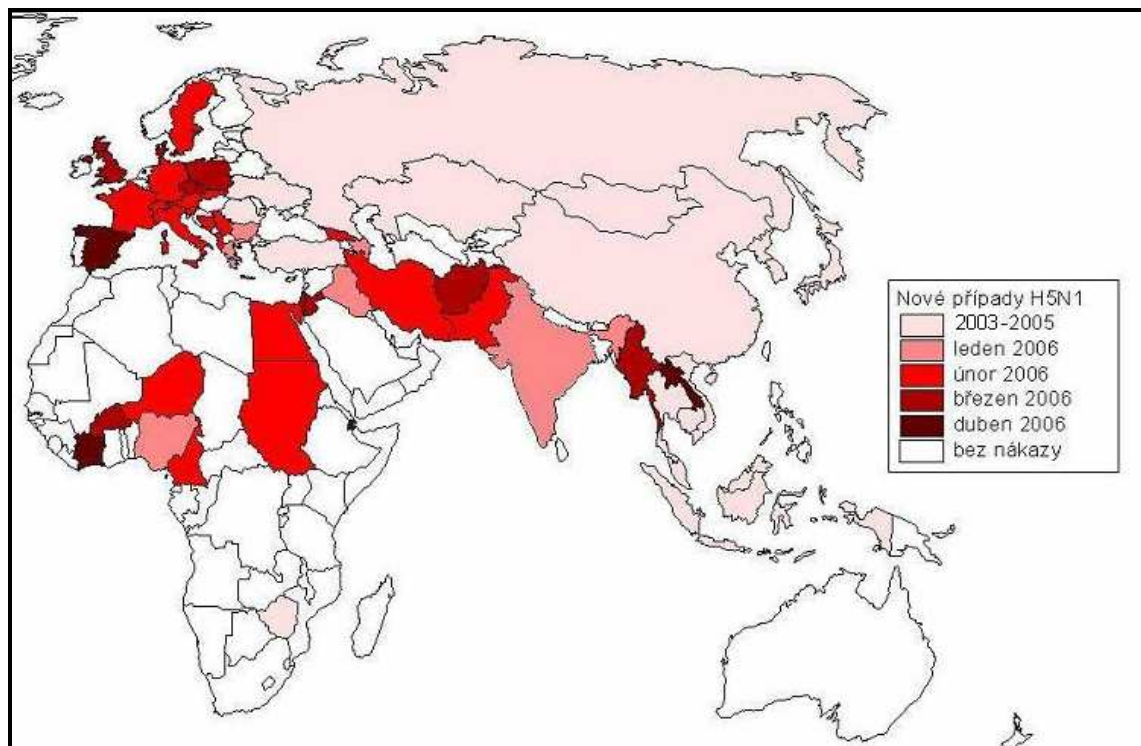 Nové případy H5N1
2003-2005
leden 2006
únor 2006
březen 2006
duben 2006
bez nákazy